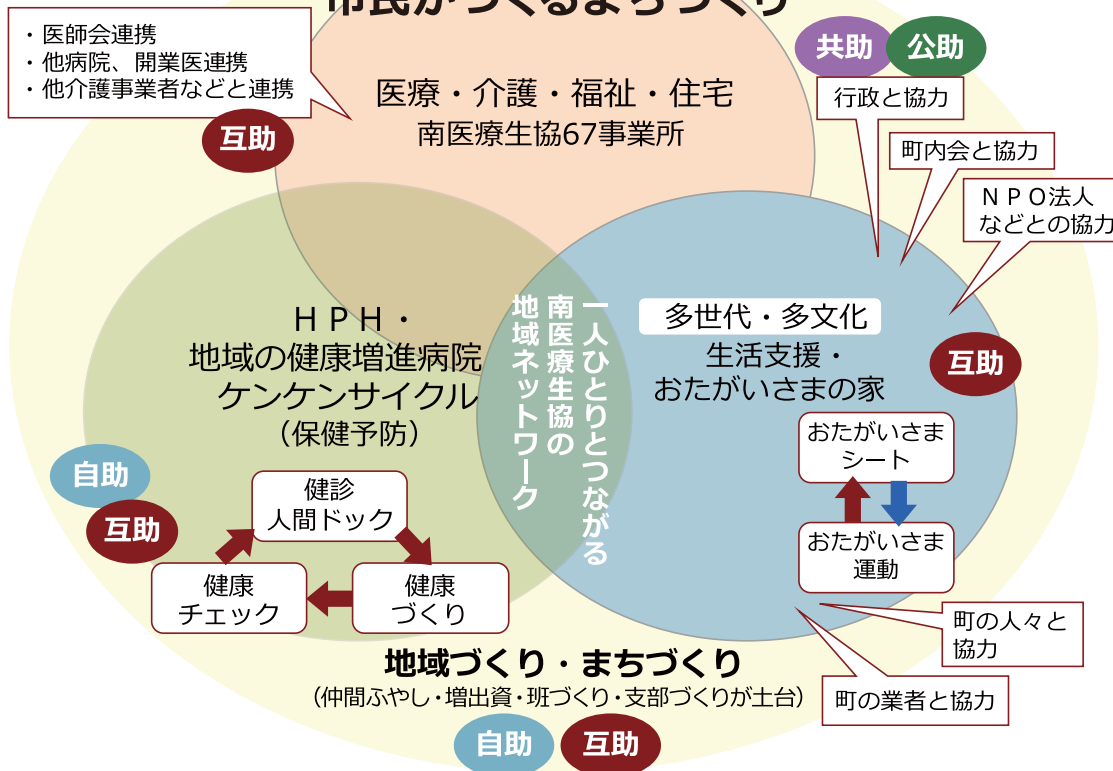 市民がつくるまちづくり
・医師会連携
・他病院、開業医連携
・他介護事業者などと連携
互助
医療・介護・福祉・住宅
南医療生協67事業所
共助
公助
行政と協力
町内会と協力
ＮＰＯ法人
などとの協力
ＨＰＨ・
地域の健康増進病院
ケンケンサイクル
（保健予防）
一人ひとりとつながる
南医療生協の
地域ネットワーク
多世代・多文化
生活支援・
おたがいさまの家
互助
おたがいさま
シート
おたがいさま
運動
自助
互助
健診
人間ドック
健康
チェック
健康
づくり
町の人々と
協力
町の業者と協力
地域づくり・まちづくり
（仲間ふやし・増出資・班づくり・支部づくりが土台）
自助
互助